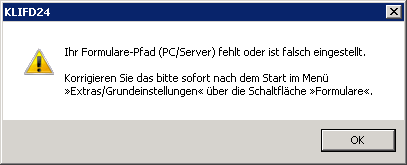 KLIFD24
Ihr Formulare-Pfad (PC/Server) fehlt oder ist falsch eingestellt.
Korrigieren Sie das bitte sofort nach dem Start im Menü
»Extras/Grundeinstellungen« über die Schaltfläche »Formulare«.
OK